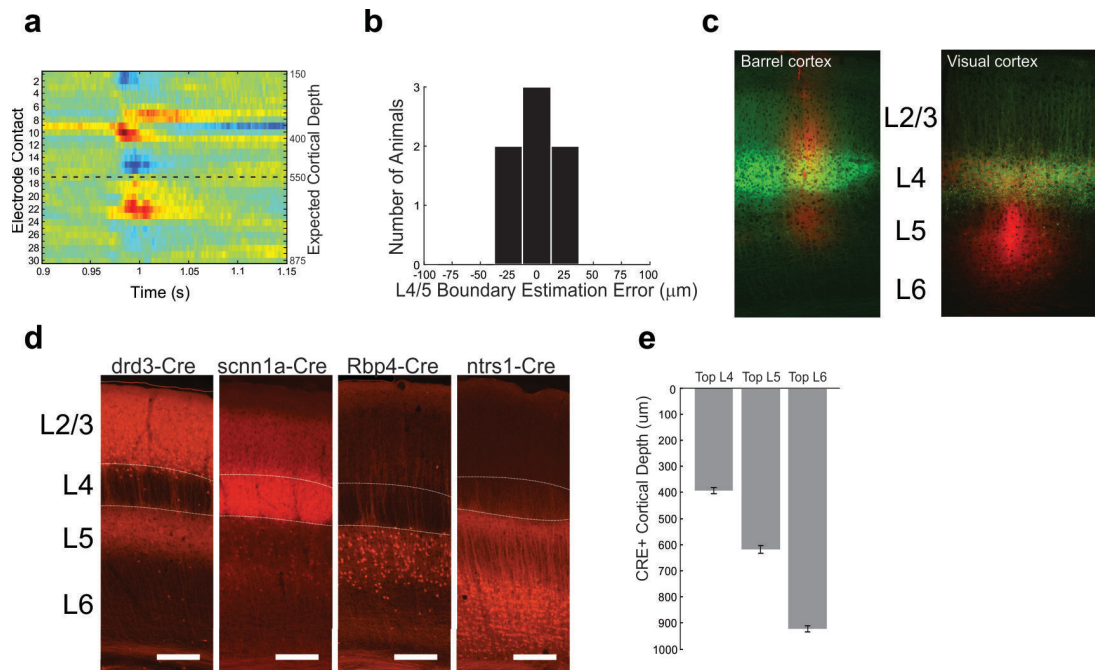 a
Electrode Contact
2
4
6
8
10
12
14
16
18
20
22
24
26
28
30
150
400
550
875
Expected Cortical Depth
0.9
0.95
1
1.05
1.1
1.15
Time (s)
b
Number of Animals
3
2
1
0
-100
-75
-50
-25
0
25
50
75
100
L4/5 Boundary Estimation Error (μm)
c
Barrel cortex
Visual cortex
L2/3
L4
L5
L6
d
drd3-Cre
scnn1a-Cre
Rbp4-Cre
ntrs1-Cre
L2/3
L4
L5
L6
e
Top L4
Top L5
Top L6
CRE+ Cortical Depth (um)
0
100
200
300
400
500
600
700
800
900
1000